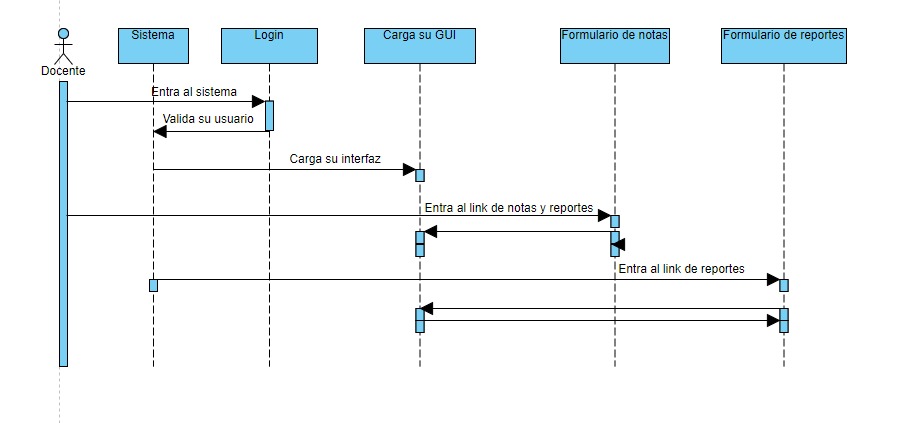 Sistema
Login
Carga su GUI
Formulario de notas
Formulario de reportes
Docente
Entra al sistema
Valida su usuario
Carga su interfaz
Entra al link de notas y reportes
Entra al link de reportes